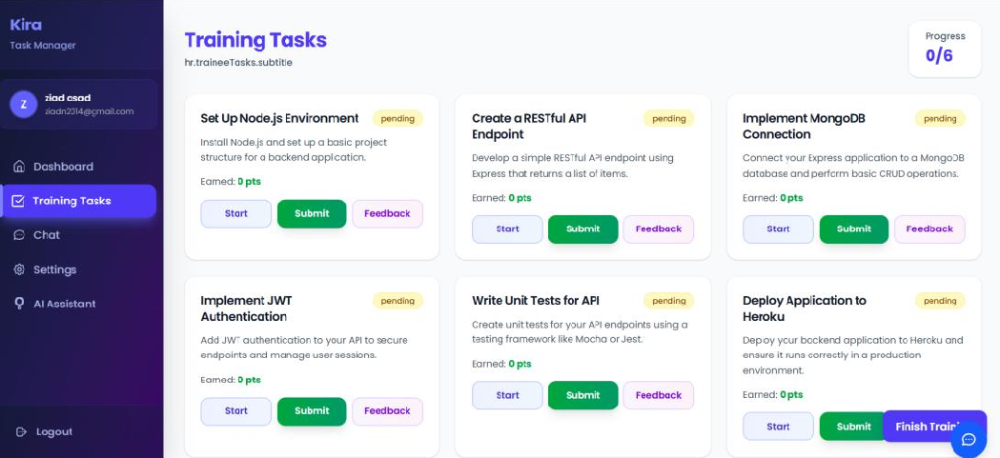 Kira
Task Manager
Z
ziad asad
ziadn2014@gmail.com
Dashboard
Training Tasks
Chat
Settings
AI Assistant
Logout
Training Tasks
hr.traineeTasks.subtitle
Progress
0/6
Set Up Node.js Environment
pending
Install Node.js and set up a basic project
structure for a backend application.
Earned: 0 pts
Start
Submit
Feedback
Create a RESTful API
Endpoint
pending
Develop a simple RESTful API endpoint using
Express that returns a list of items.
Earned: 0 pts
Start
Submit
Feedback
Implement MongoDB
Connection
pending
Connect your Express application to a MongoDB
database and perform basic CRUD operations.
Earned: 0 pts
Start
Submit
Feedback
Implement JWT
Authentication
pending
Add JWT authentication to your API to secure
endpoints and manage user sessions.
Earned: 0 pts
Start
Submit
Feedback
Write Unit Tests for API
pending
Create unit tests for your API endpoints using a
testing framework like Mocha or Jest.
Earned: 0 pts
Start
Submit
Feedback
Deploy Application to
Heroku
pending
Deploy your backend application to Heroku and
ensure it runs correctly in a production
environment.
Earned: 0 pts
Start
Submit
Finish